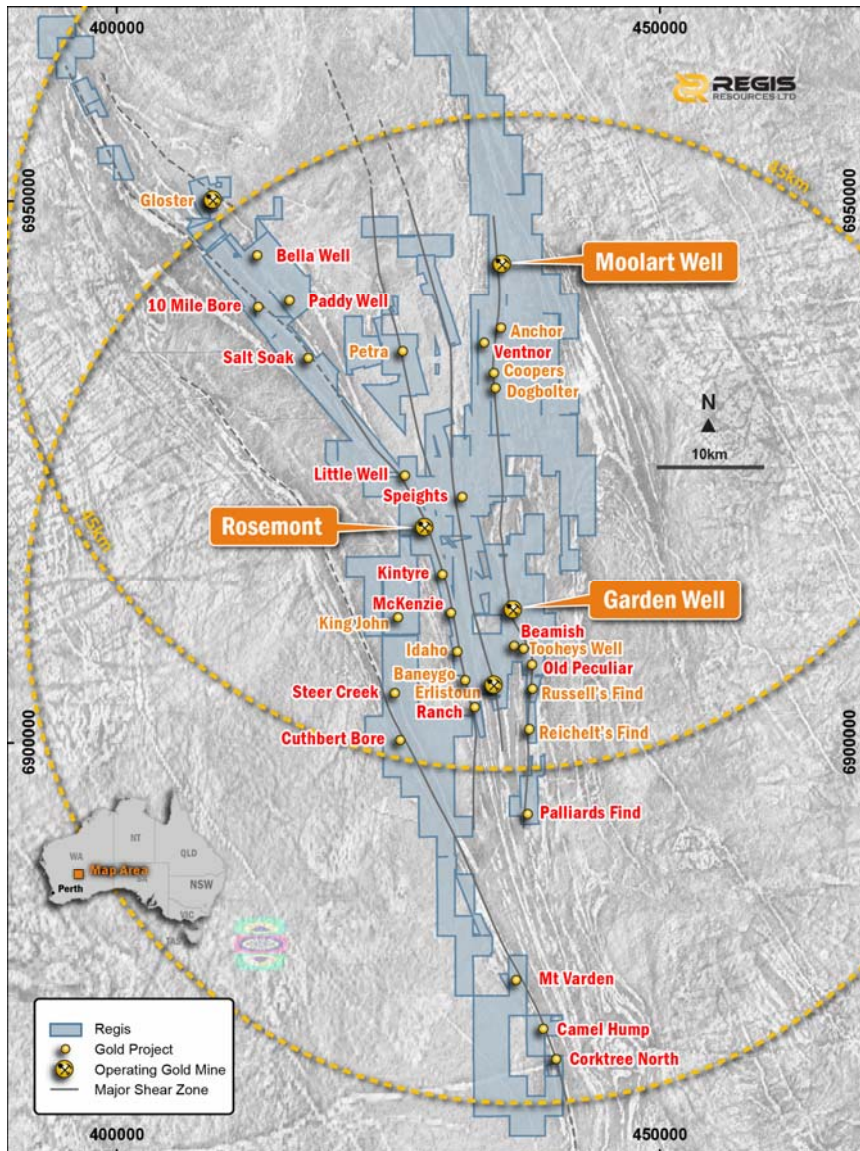 400000
450000
REGIS
RESOURCES LTD
45km
6950000
6950000
Gloster
Bella Well
Moolart Well
10 Mile Bore
Paddy Well
Anchor
Ventnor
Salt Soak
Petra
Coopers
Dogbolter
N
10km
Little Well
Speights
45km
Rosemont
Kintyre
McKenzie
Garden Well
King John
Beamish
Idaho
Tooheys Well
Old Peculiar
Baneygo
Erlistoun
Russell's Find
Steer Creek
Ranch
Reichelt's Find
Cuthbert Bore
6900000
6900000
Palliards Find
NT
QLD
WA
Map Area
SA
NSW
Perth
VIC
TAS
Mt Varden
Camel Hump
Corktree North
Regis
Gold Project
Operating Gold Mine
Major Shear Zone
400000
450000